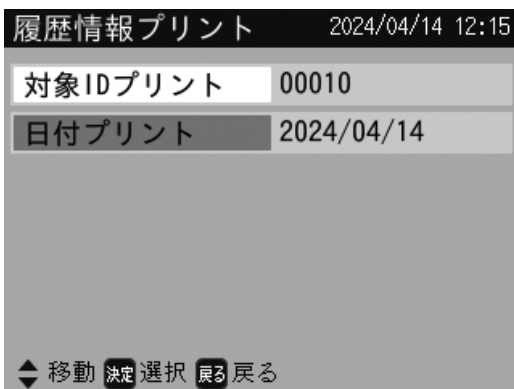 履歴情報プリント 2024/04/14 12:15
対象IDプリント 00010
日付プリント 2024/04/14
移動 決定 選択 戻る 戻る